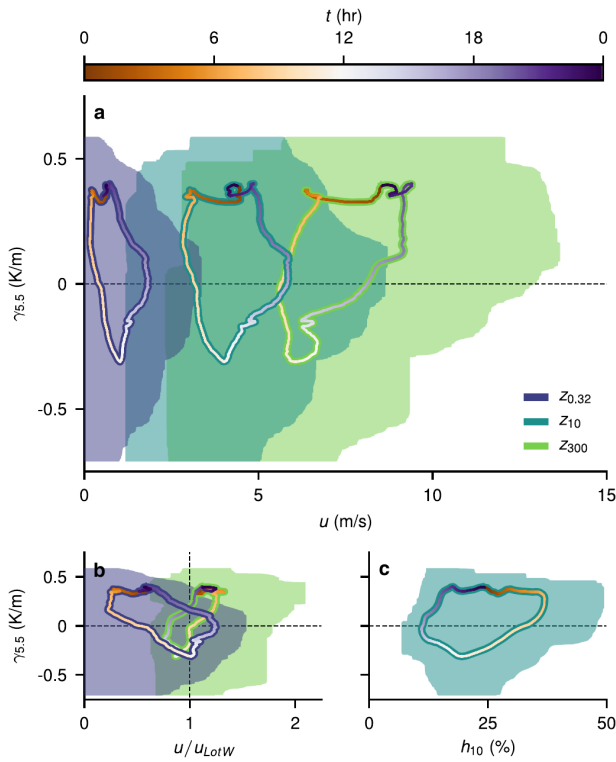 t (hr)
0 6 12 18 0
a
0.5
0
-0.5
γ5.5 (K/m)
z0.32
z10
z300
0 5 10 15
u (m/s)
b
c
0.5
0
-0.5
γ5.5 (K/m)
0 1 2
0 25 50
u/uLotW
h10 (%)